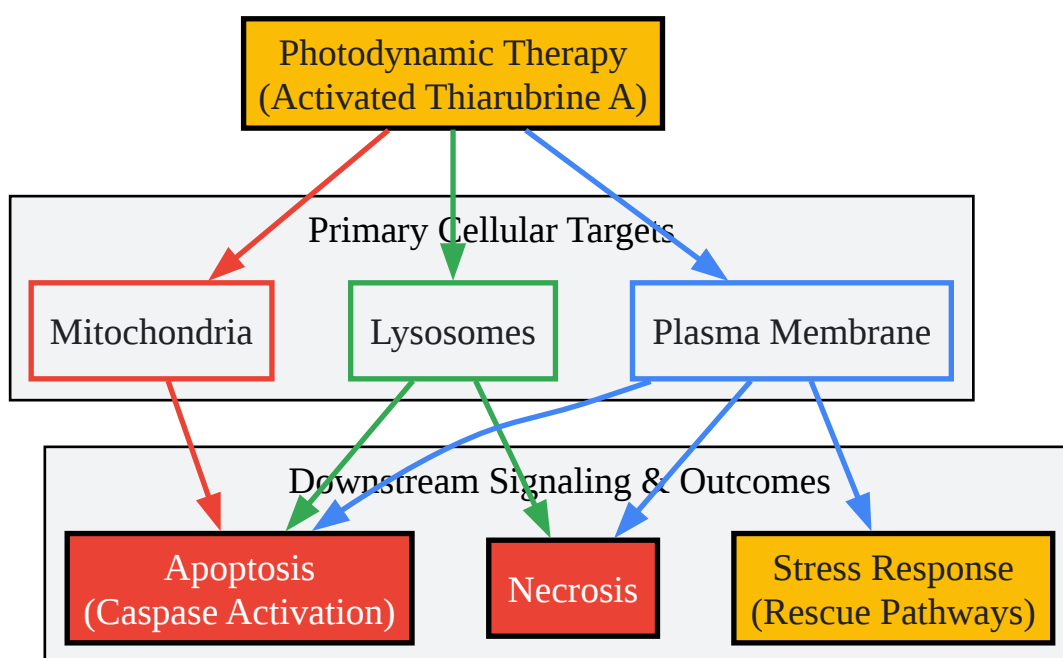 Photodynamic Therapy
(Activated Thiarubrine A)
Primary Cellular Targets
Mitochondria
Lysosomes
Plasma Membrane
Downstream Signaling & Outcomes
Apoptosis
(Caspase Activation)
Necrosis
Stress Response
(Rescue Pathways)